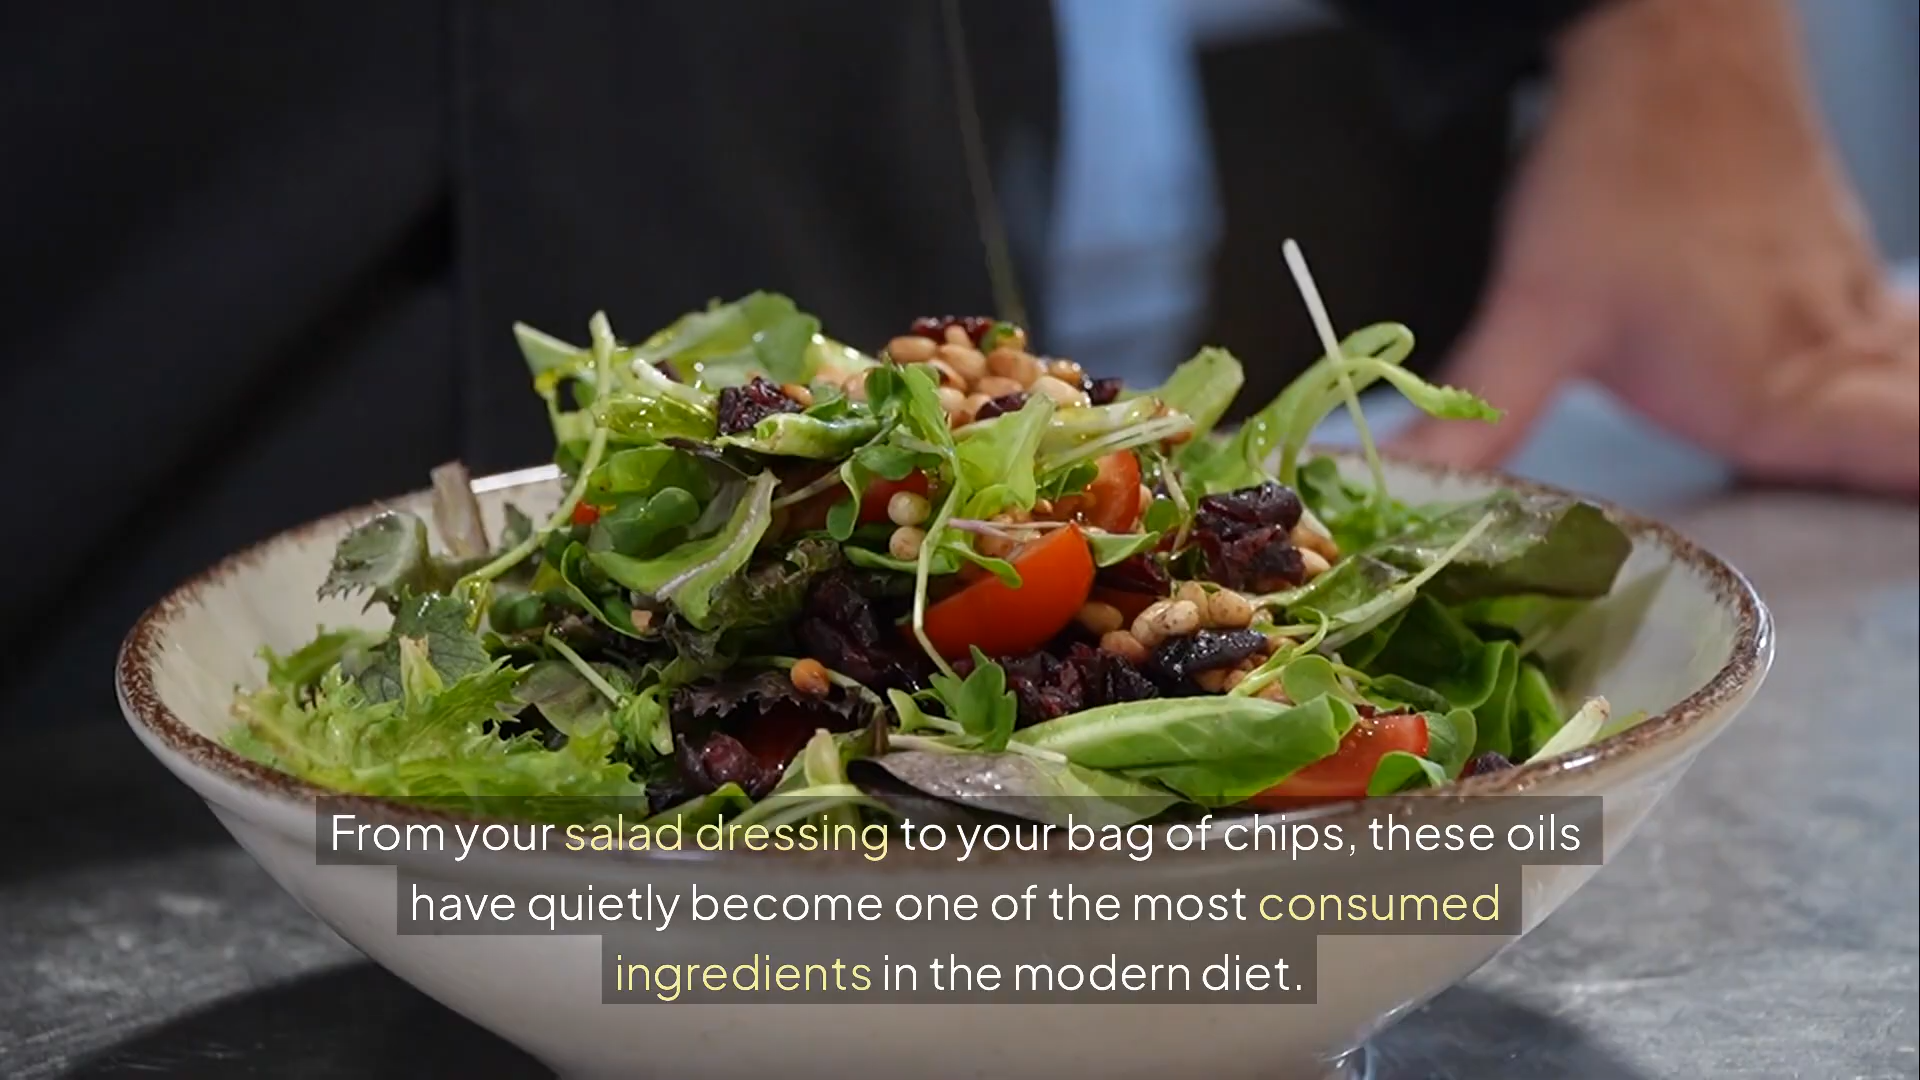 From your salad dressing to your bag of chips, these oils
have quietly become one of the most consumed
ingredients in the modern diet.